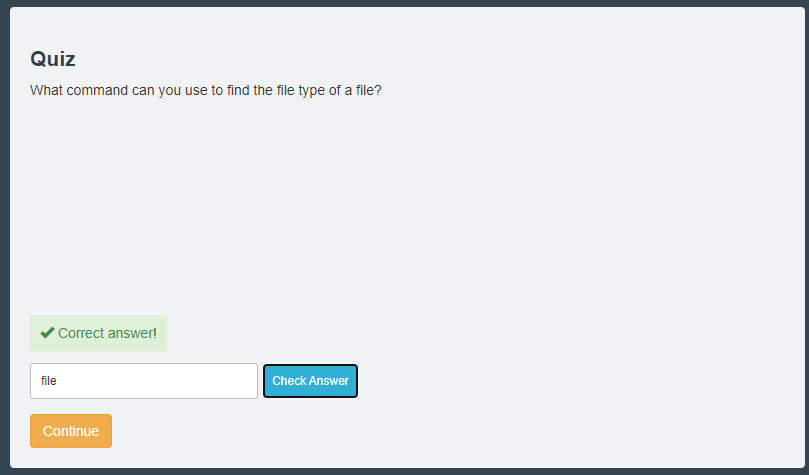 Quiz
What command can you use to find the file type of a file?
Correct answer!
file
Check Answer
Continue